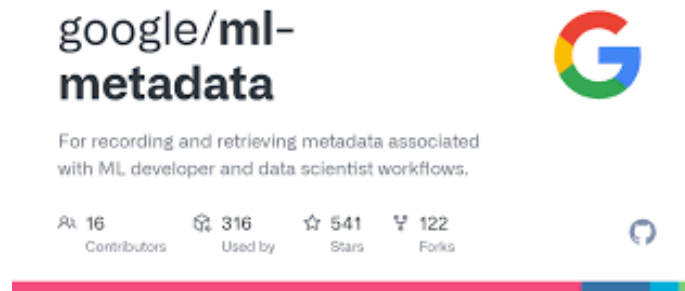 google/ml-
metadata
For recording and retrieving metadata associated
with ML developer and data scientist workflows.
16 316 541 122
Contributors Used by Stars Forks